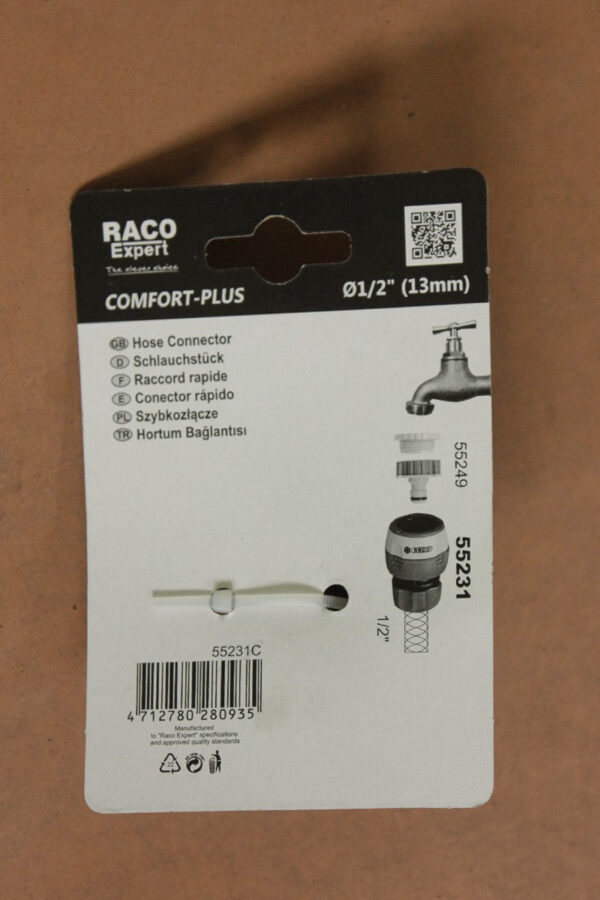 RACO
Expert
The clever choice
COMFORT-PLUS
Ø1/2" (13mm)
GB Hose Connector
D Schlauchstück
F Raccord rapide
E Conector rápido
PL Szybkozłącze
TR Hortum Bağlantısı
55249
RACO
55231
1/2"
55231C
4 712780 280935
Manufactured
to "Raco Expert" specifications
and approved quality standards
22